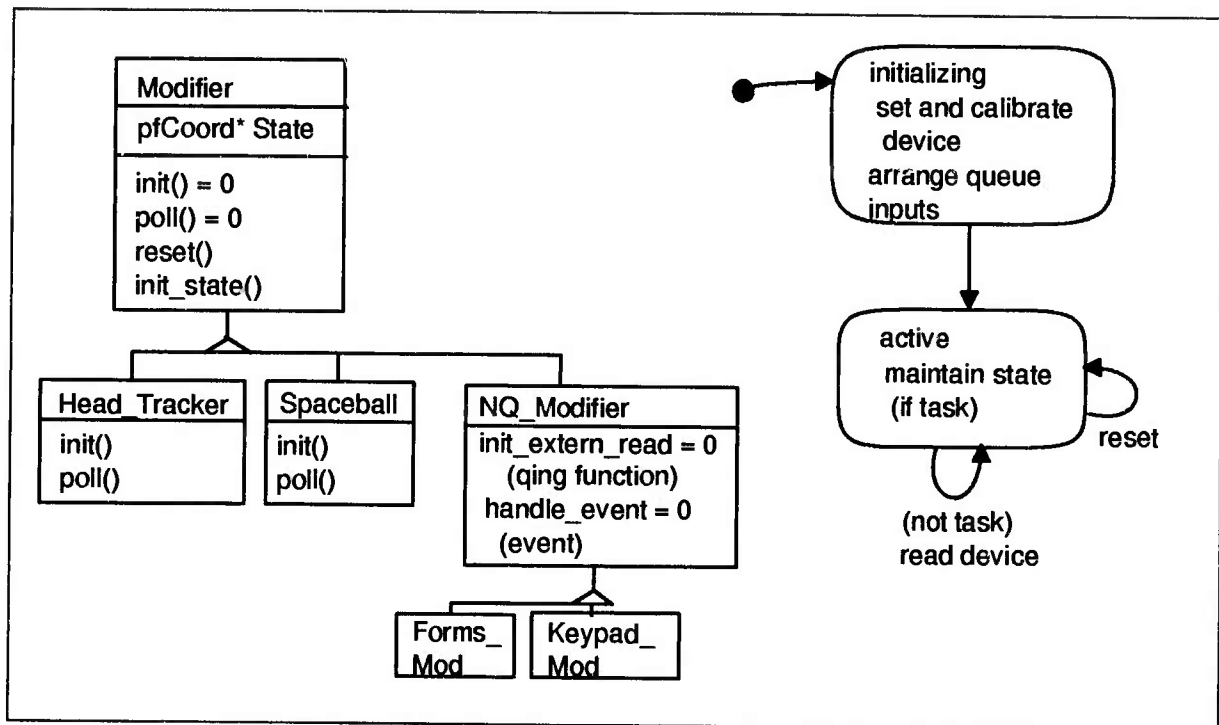 Modifier
pfCoord* State
init() = 0
poll() = 0
reset()
init_state()
Head_Tracker
init()
poll()
Spaceball
init()
poll()
NQ_Modifier
init_extern_read = 0
(qing function)
handle_event = 0
(event)
Forms_
Mod
Keypad_
Mod
initializing
set and calibrate
device
arrange queue
inputs
active
maintain state
(if task)
reset
(not task)
read device